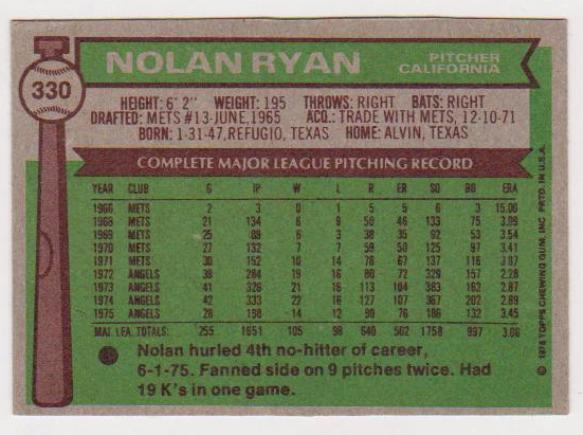 330
NOLAN RYAN
PITCHER
CALIFORNIA
HEIGHT: 6' 2" WEIGHT: 195 THROWS: RIGHT BATS: RIGHT
DRAFTED: METS #13-JUNE, 1965 ACQ.: TRADE WITH METS, 12-10-71
BORN: 1-31-47, REFUGIO, TEXAS HOME: ALVIN, TEXAS
COMPLETE MAJOR LEAGUE PITCHING RECORD
YEAR CLUB G IP W L R ER SO BB ERA
1966 METS 2 3 0 1 5 5 6 3 15.00
1968 METS 21 134 6 9 50 46 133 75 3.09
1969 METS 25 89 6 3 38 35 92 53 3.54
1970 METS 27 132 7 7 59 50 125 97 3.41
1971 METS 30 152 10 14 78 67 137 116 3.97
1972 ANGELS 39 284 19 16 80 72 329 157 2.28
1973 ANGELS 41 326 21 16 113 104 383 162 2.87
1974 ANGELS 42 333 22 16 127 107 367 202 2.89
1975 ANGELS 28 198 14 12 90 76 186 132 3.45
MAJ. LEA. TOTALS: 255 1651 105 98 640 562 1758 997 3.06
Nolan hurled 4th no-hitter of career,
6-1-75. Fanned side on 9 pitches twice. Had
19 K's in one game.
© 1976 TOPPS CHEWING GUM, INC. PRTD. IN U.S.A.